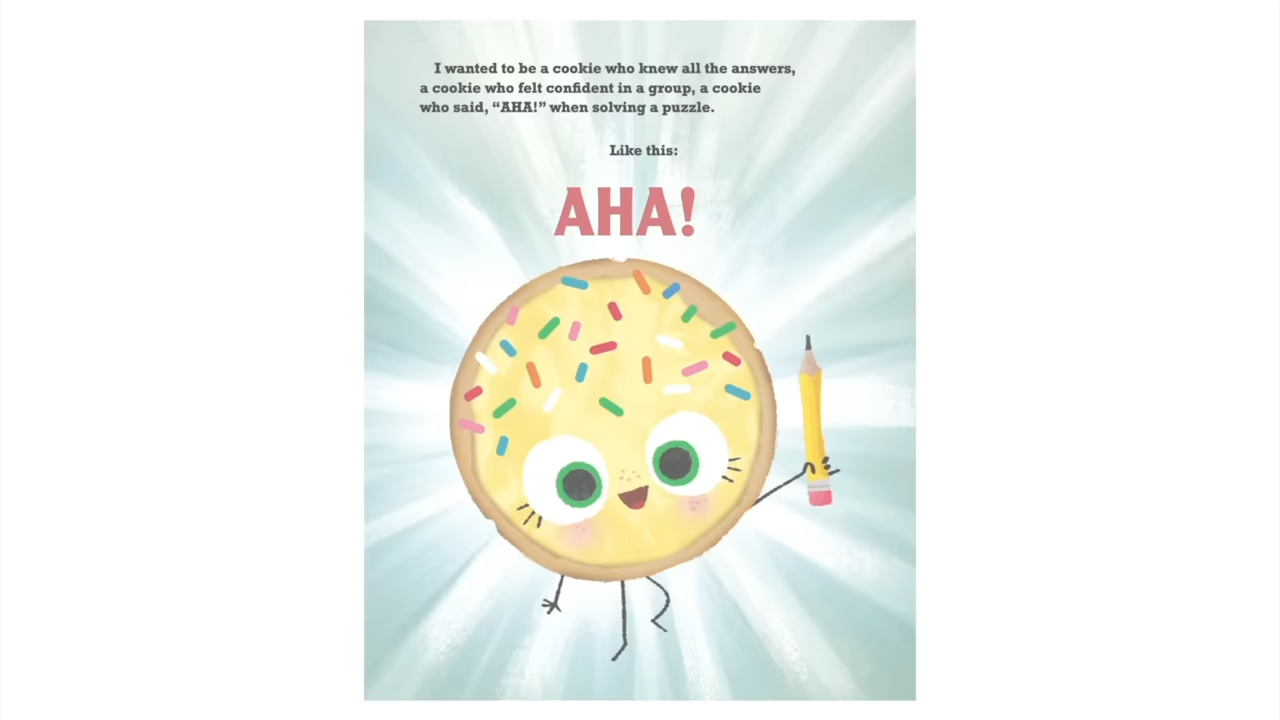 I wanted to be a cookie who knew all the answers,
a cookie who felt confident in a group, a cookie
who said, “AHA!” when solving a puzzle.
Like this:
AHA!